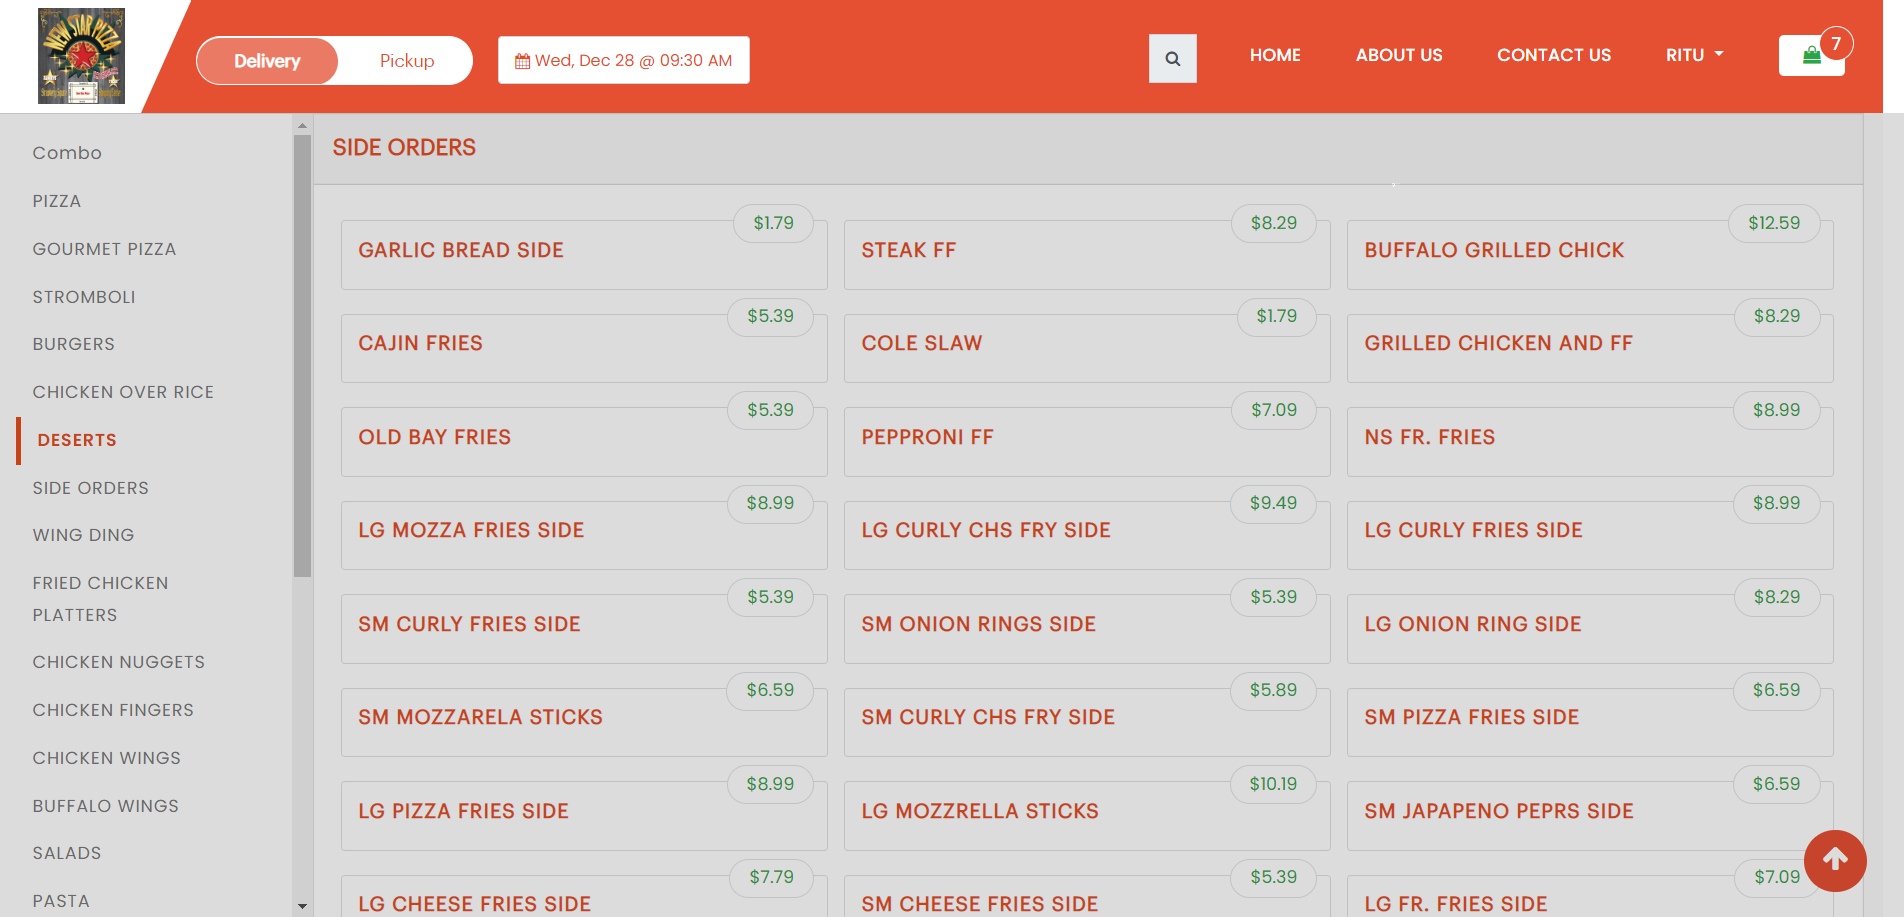 NEW STAR PIZZA
Delivery
Pickup
Wed, Dec 28 @ 09:30 AM
HOME
ABOUT US
CONTACT US
RITU
7
Combo
PIZZA
GOURMET PIZZA
STROMBOLI
BURGERS
CHICKEN OVER RICE
DESERTS
SIDE ORDERS
WING DING
FRIED CHICKEN
PLATTERS
CHICKEN NUGGETS
CHICKEN FINGERS
CHICKEN WINGS
BUFFALO WINGS
SALADS
PASTA
SIDE ORDERS
$1.79
GARLIC BREAD SIDE
$8.29
STEAK FF
$12.59
BUFFALO GRILLED CHICK
$5.39
CAJIN FRIES
$1.79
COLE SLAW
$8.29
GRILLED CHICKEN AND FF
$5.39
OLD BAY FRIES
$7.09
PEPPRONI FF
$8.99
NS FR. FRIES
$8.99
LG MOZZA FRIES SIDE
$9.49
LG CURLY CHS FRY SIDE
$8.99
LG CURLY FRIES SIDE
$5.39
SM CURLY FRIES SIDE
$5.39
SM ONION RINGS SIDE
$8.29
LG ONION RING SIDE
$6.59
SM MOZZARELA STICKS
$5.89
SM CURLY CHS FRY SIDE
$6.59
SM PIZZA FRIES SIDE
$8.99
LG PIZZA FRIES SIDE
$10.19
LG MOZZRELLA STICKS
$6.59
SM JAPAPENO PEPRS SIDE
$7.79
LG CHEESE FRIES SIDE
$5.39
SM CHEESE FRIES SIDE
$7.09
LG FR. FRIES SIDE